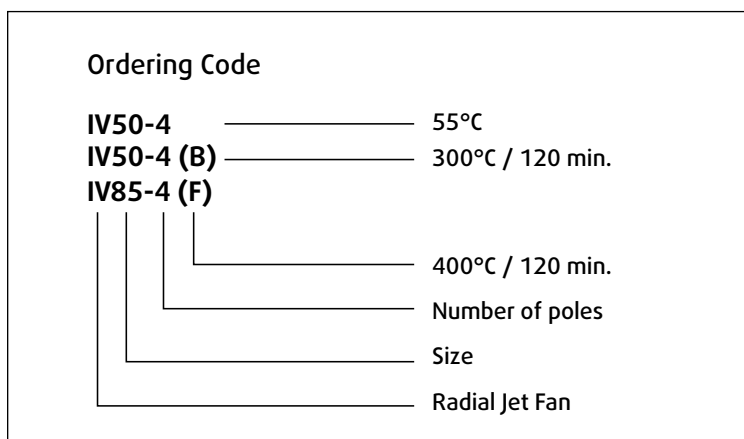 Ordering Code
IV50-4 55°C
IV50-4 (B) 300°C / 120 min.
IV85-4 (F)
400°C / 120 min.
Number of poles
Size
Radial Jet Fan